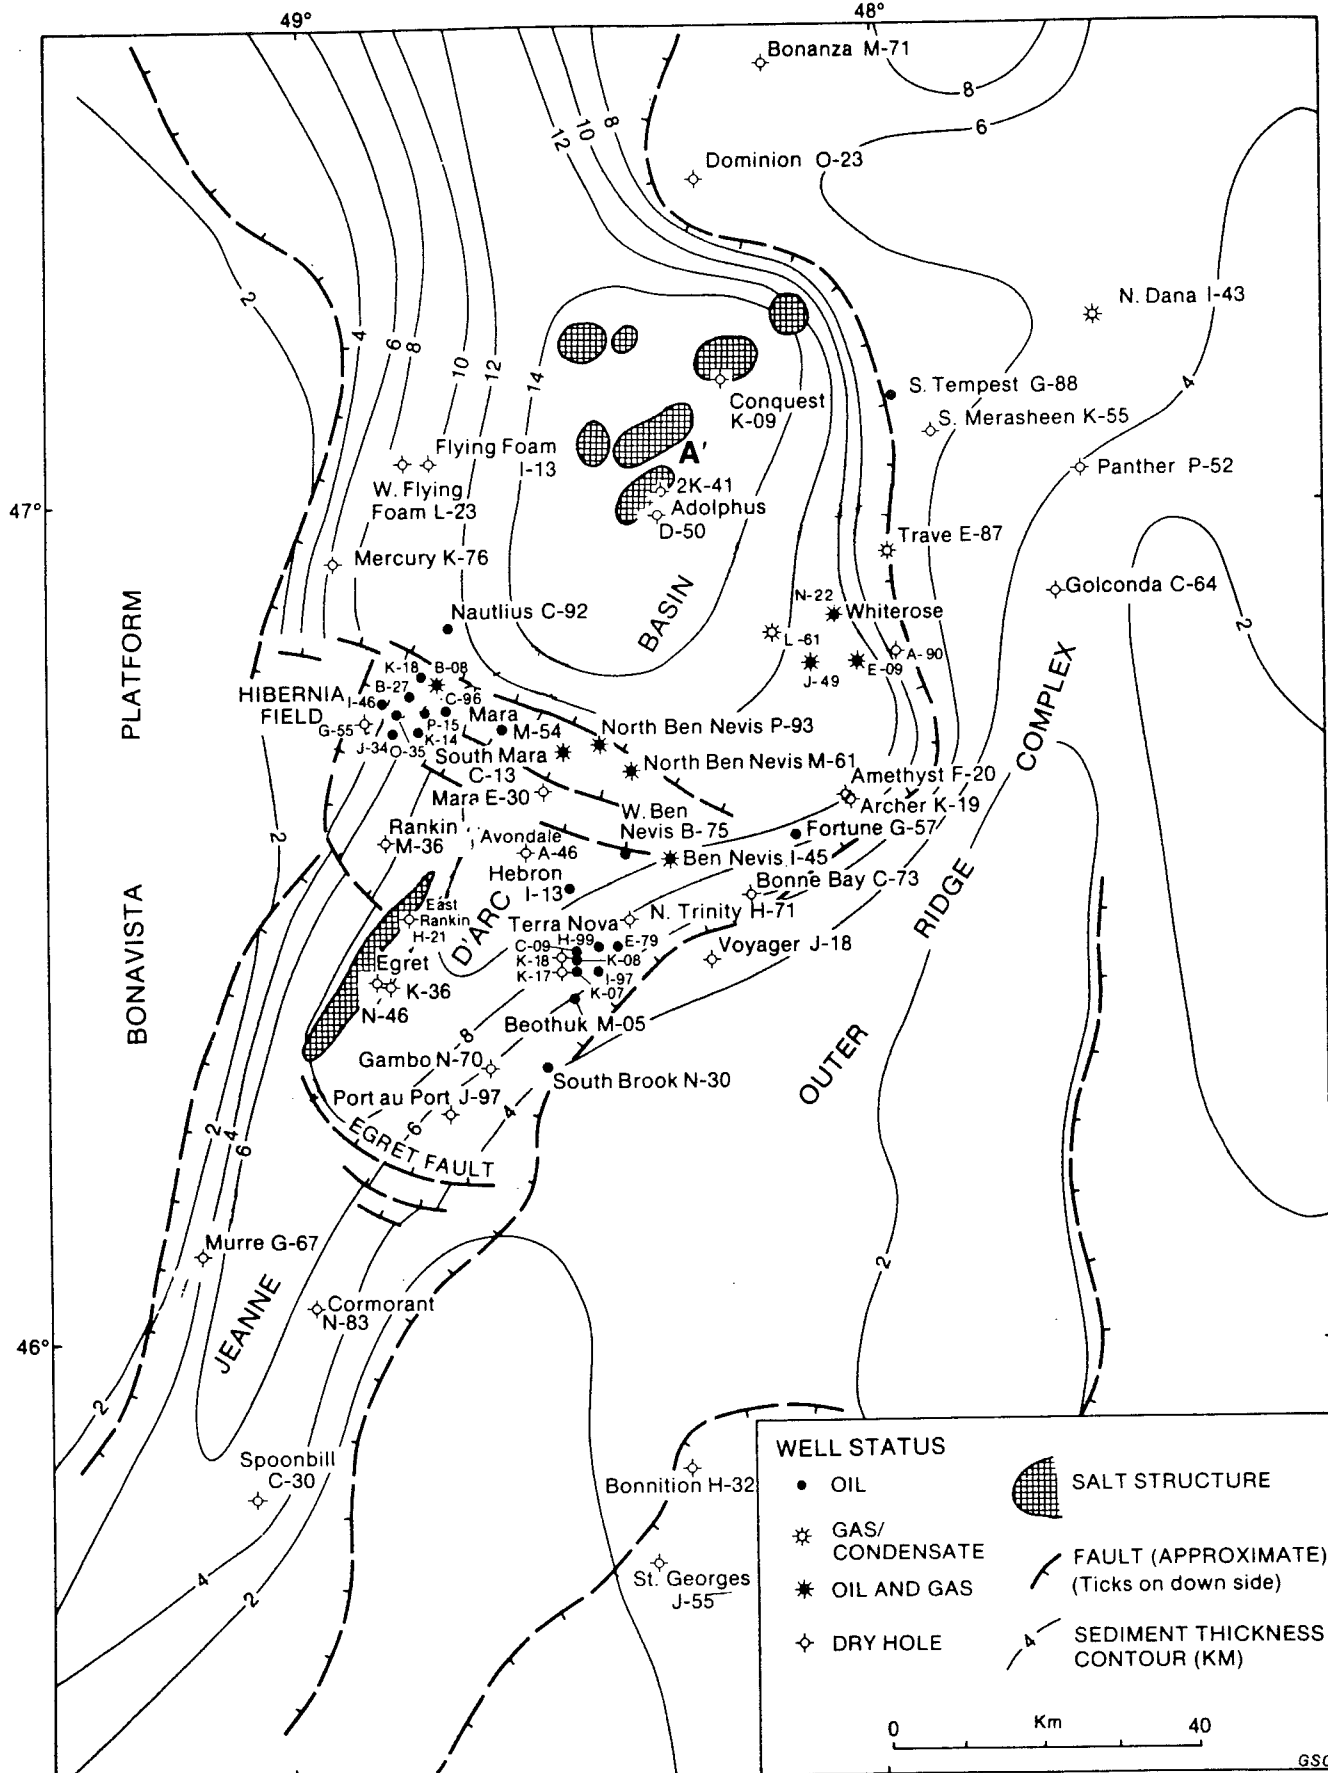 49°
48°
Bonanza M-71
8
6
12
10
8
Dominion O-23
2
4
6
8
10
12
14
N. Dana I-43
4
S. Tempest G-88
Conquest
K-09
S. Merasheen K-55
A'
Flying Foam
I-13
Panther P-52
W. Flying
Foam L-23
2K-41
Adolphus
D-50
47°
Trave E-87
Mercury K-76
Golconda C-64
2
N-22
Whiterose
Nautlius C-92
BASIN
L-61
A-90
E-09
J-49
PLATFORM
K-18
B-08
B-27
HIBERNIA
FIELD
I-46
C-96
G-55
P-15
K-14
J-34
O-35
Mara
M-54
North Ben Nevis P-93
South Mara
C-13
North Ben Nevis M-61
COMPLEX
Mara E-30
Amethyst F-20
Archer K-19
W. Ben
Nevis B-75
Fortune G-57
2
Rankin
M-36
Avondale
A-46
Ben Nevis I-45
Hebron
I-13
Bonne Bay C-73
RIDGE
East
Rankin
H-21
D'ARC
N. Trinity H-71
Terra Nova
H-99
E-79
C-09
K-18
K-08
K-17
I-97
K-07
Voyager J-18
BONAVISTA
Egret
K-36
N-46
Beothuk M-05
8
OUTER
Gambo N-70
South Brook N-30
Port au Port J-97
4
6
EGRET FAULT
2
4
6
Murre G-67
2
JEANNE
Cormorant
N-83
46°
2
Spoonbill
C-30
Bonnition H-32
St. Georges
J-55
4
2
WELL STATUS
OIL
GAS/
CONDENSATE
OIL AND GAS
DRY HOLE
SALT STRUCTURE
FAULT (APPROXIMATE)
(Ticks on down side)
4
SEDIMENT THICKNESS
CONTOUR (KM)
0
Km
40
GSC